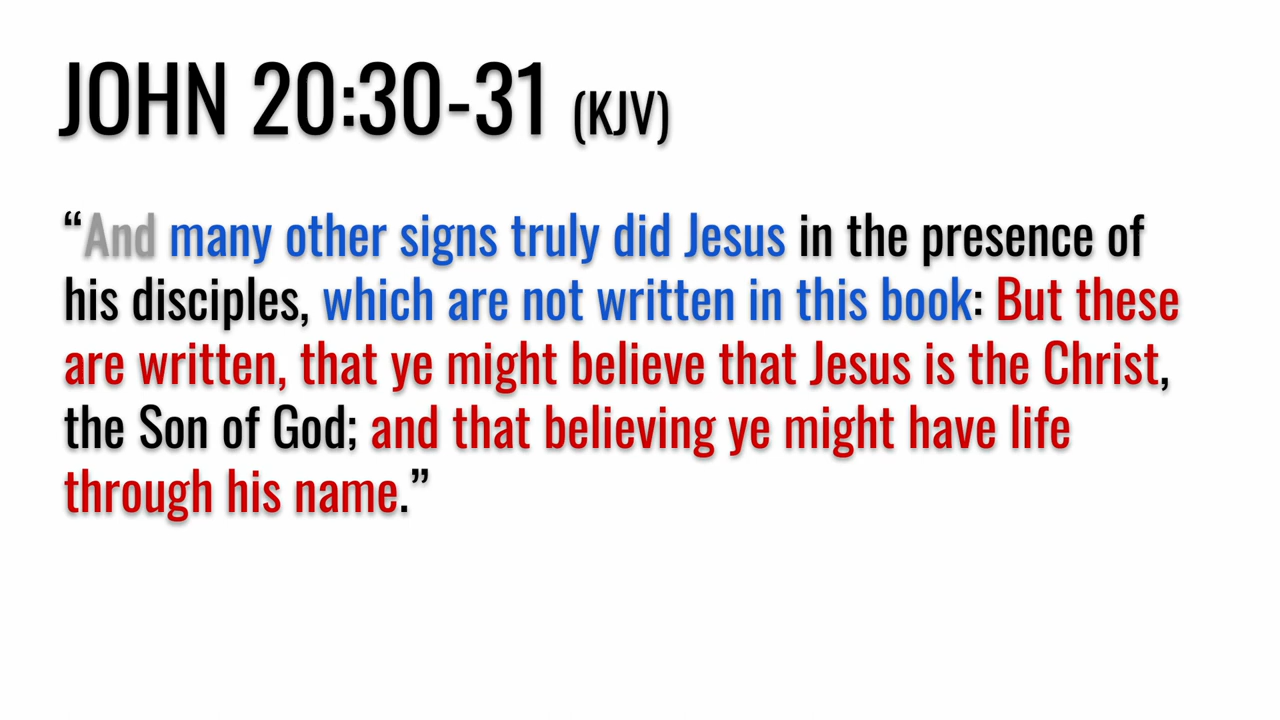 JOHN 20:30-31 (KJV)
“And many other signs truly did Jesus in the presence of
his disciples, which are not written in this book: But these
are written, that ye might believe that Jesus is the Christ,
the Son of God; and that believing ye might have life
through his name.”